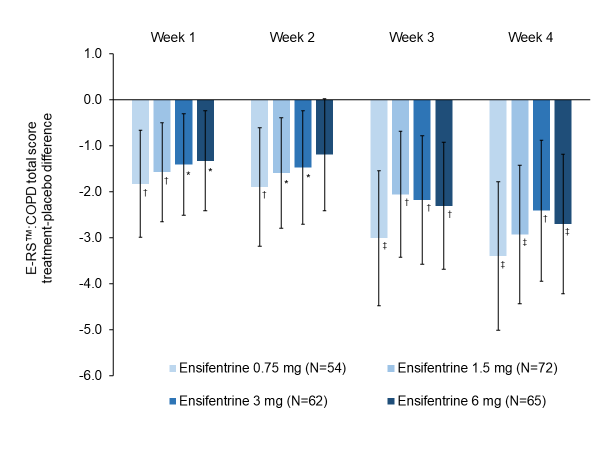 Week 1 Week 2 Week 3 Week 4
1.0
0.0
-1.0
-2.0
-3.0
-4.0
-5.0
-6.0
E-RS™:COPD total score
treatment-placebo difference
† † * *
† * *
‡ † † †
‡ ‡ † ‡
Ensifentrine 0.75 mg (N=54) Ensifentrine 1.5 mg (N=72)
Ensifentrine 3 mg (N=62) Ensifentrine 6 mg (N=65)